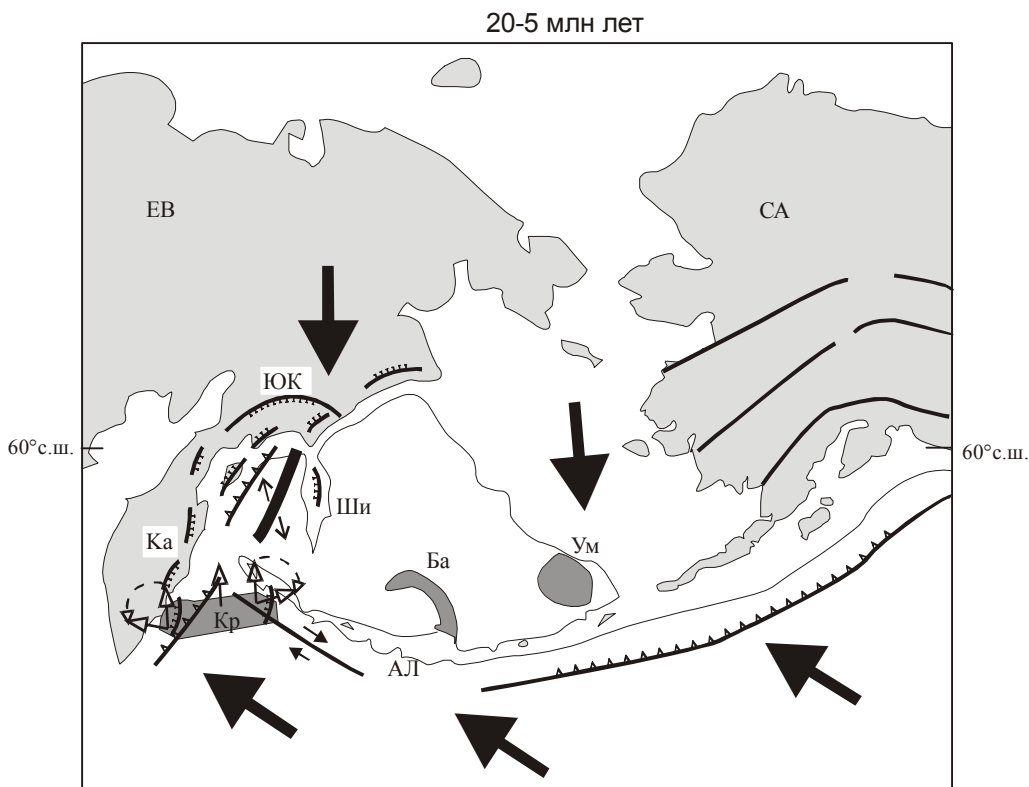 20-5 млн лет
ЕВ
СА
ЮК
60°с.ш.
60°с.ш.
Ши
Ка
Ба
Ум
Кр
АЛ